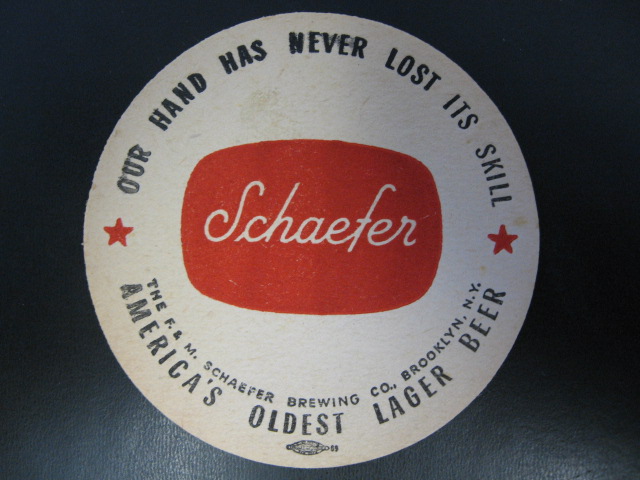 OUR HAND HAS NEVER LOST ITS SKILL
Schaefer
THE F. & M. SCHAEFER BREWING CO., BROOKLYN, N.Y.
AMERICA'S OLDEST LAGER BEER